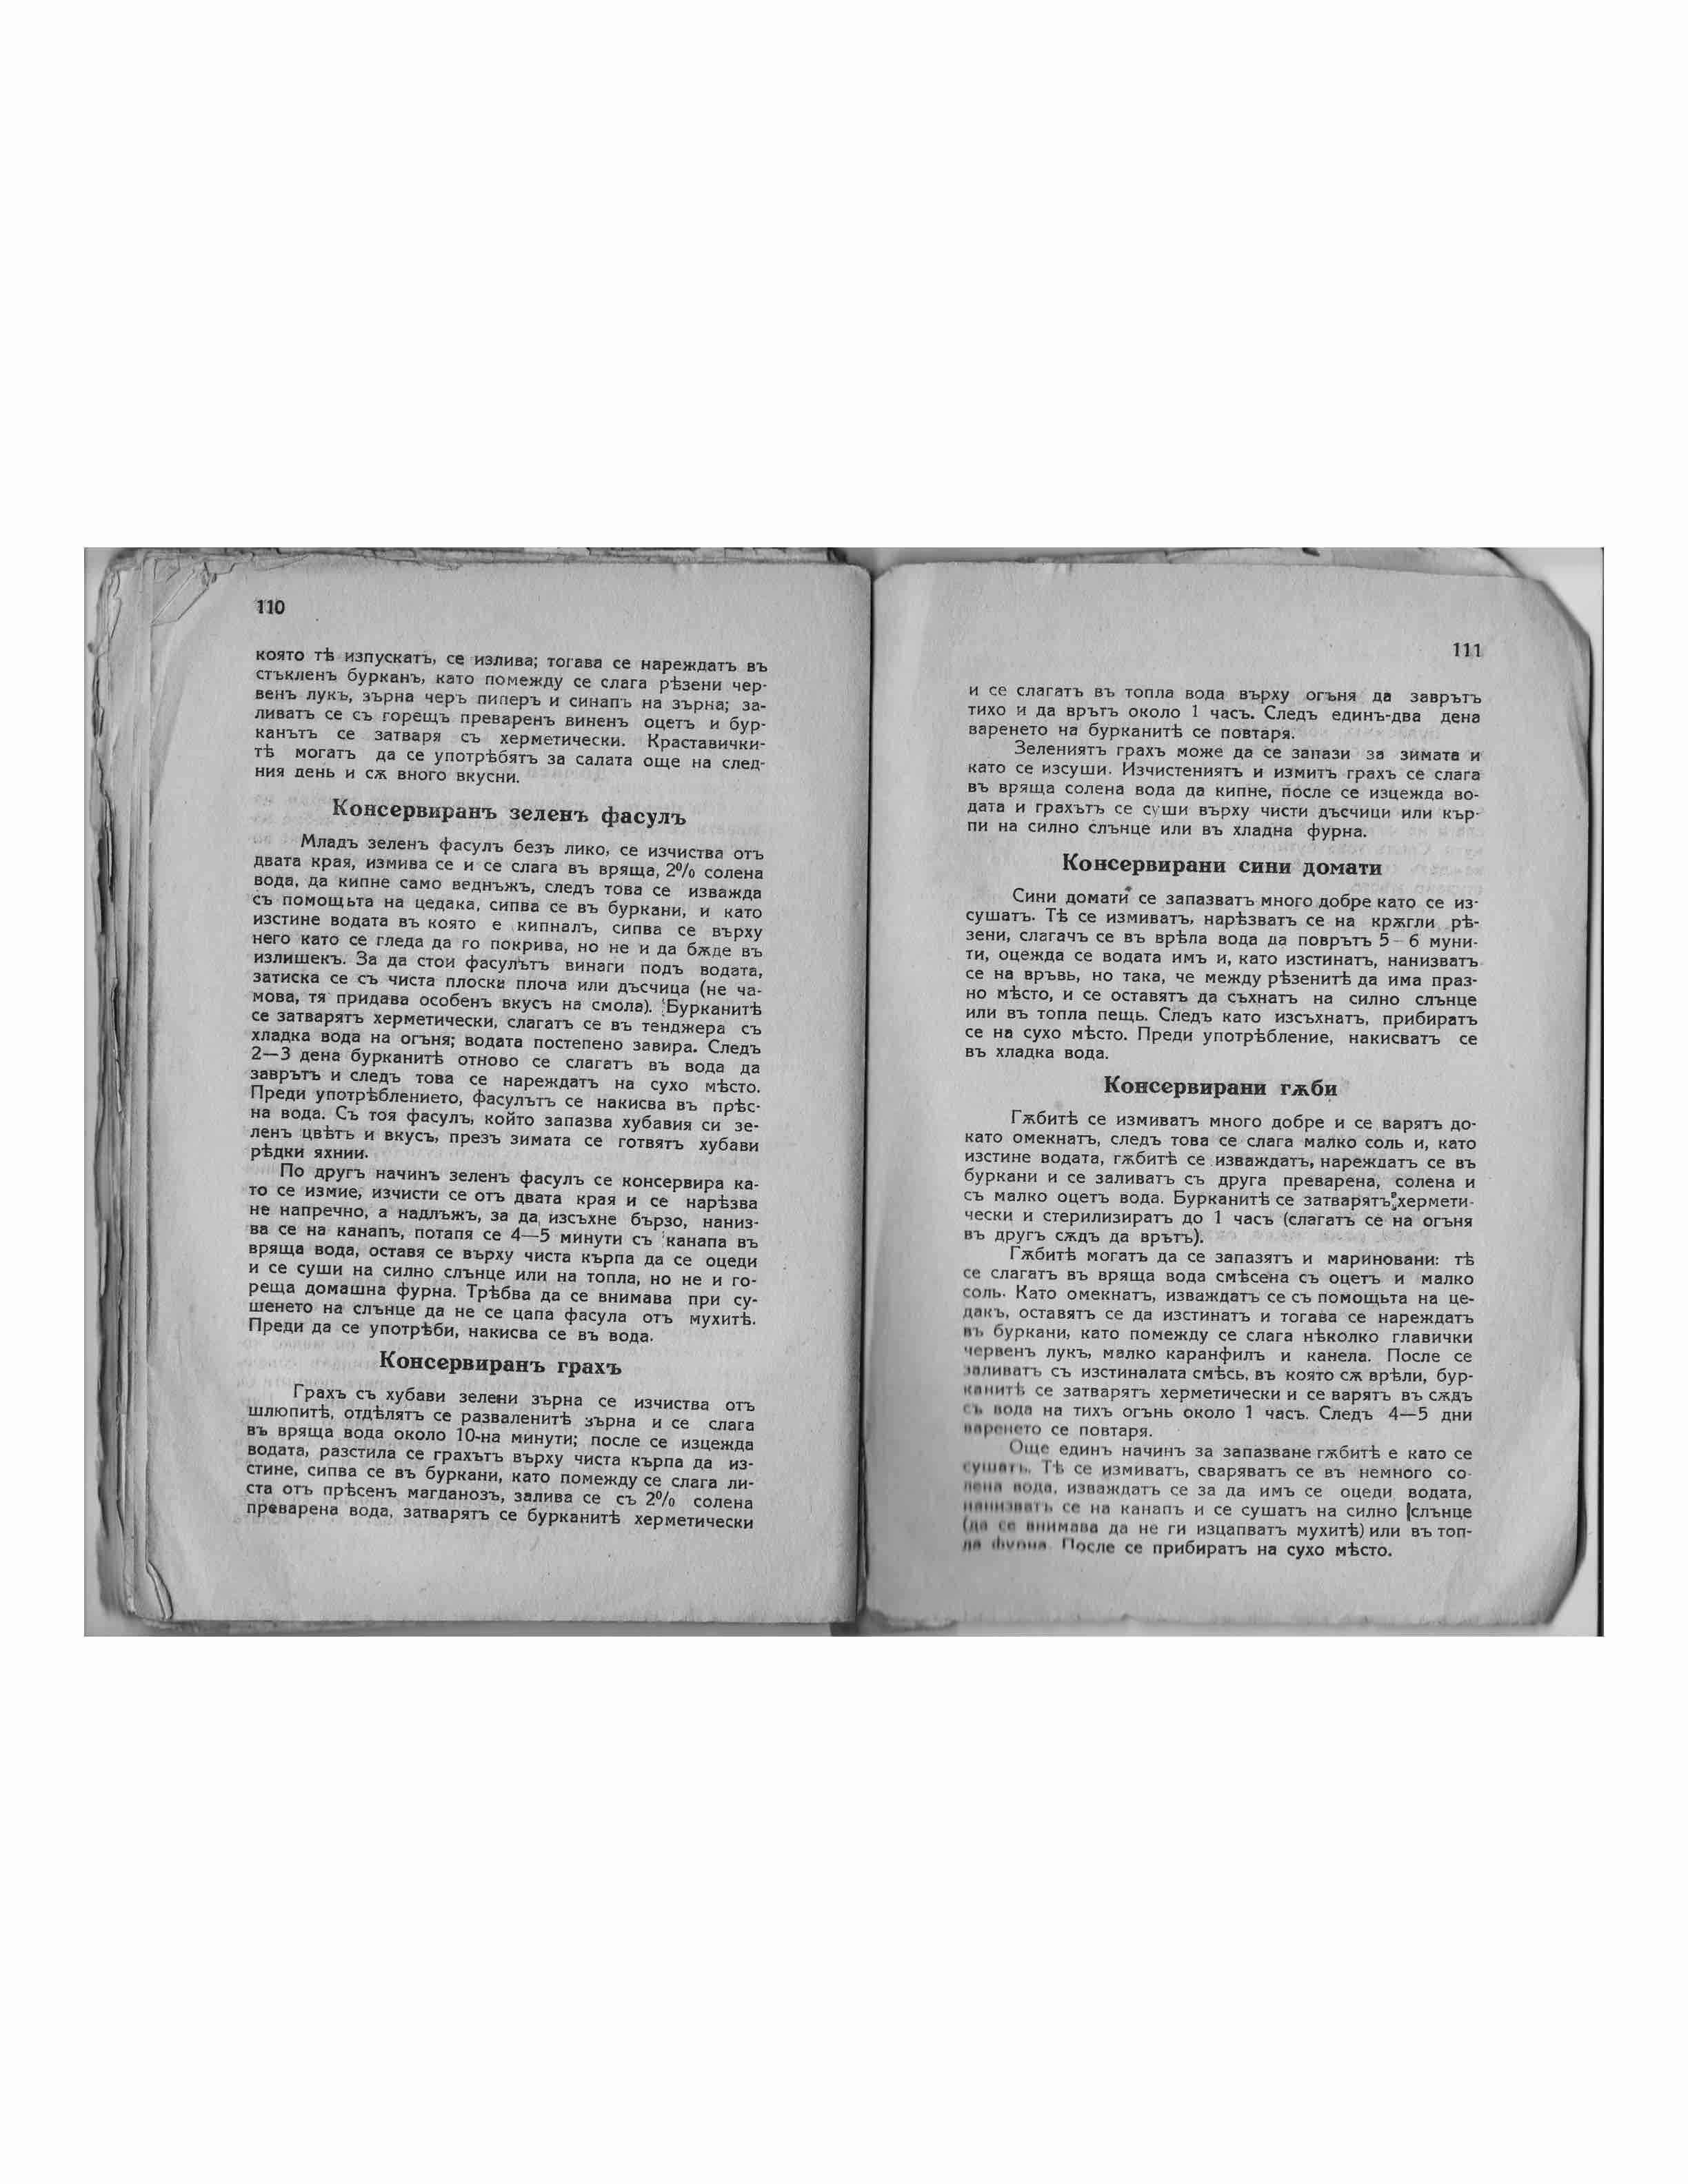 110
която тѣ изпускатъ, се излива; тогава се нареждатъ въ
стъкленъ бурканъ, като помежду се слага рѣзени чер-
венъ лукъ, зърна черъ пиперъ и синапъ на зърна; за-
ливатъ се съ горещъ преваренъ виненъ оцетъ и бур-
канътъ се затваря съ херметически. Краставички-
тѣ могатъ да се употрѣбятъ за салата още на след-
ния день и сѫ вного вкусни.
Консервиранъ зеленъ фасулъ
Младъ зеленъ фасулъ безъ лико, се изчиства отъ
двата края, измива се и се слага въ вряща, 2% солена
вода, да кипне само веднъжъ, следъ това се изважда
съ помощьта на цедака, сипва се въ буркани, и като
изстине водата въ която е кипналъ, сипва се върху
него като се гледа да го покрива, но не и да бѫде въ
излишекъ. За да стои фасулътъ винаги подъ водата,
затиска се съ чиста плоска плоча или дъсчица (не ча-
мова, тя придава особенъ вкусъ на смола). Бурканитѣ
се затварятъ херметически, слагатъ се въ тенджера съ
хладка вода на огъня; водата постепено завира. Следъ
2—3 дена бурканитѣ отново се слагатъ въ вода да
заврътъ и следъ това се нареждатъ на сухо мѣсто.
Преди употрѣблението, фасулътъ се накисва въ прѣс-
на вода. Съ тоя фасулъ, който запазва хубавия си зе-
ленъ цвѣтъ и вкусъ, презъ зимата се готвятъ хубави
рѣдки яхнии.
По другъ начинъ зеленъ фасулъ се консервира ка-
то се измие, изчисти се отъ двата края и се нарѣзва
не напречно, а надлъжъ, за да изсъхне бързо, наниз-
ва се на канапъ, потапя се 4—5 минути съ канапа въ
вряща вода, оставя се върху чиста кърпа да се оцеди
и се суши на силно слънце или на топла, но не и го-
реща домашна фурна. Трѣбва да се внимава при су-
шенето на слънце да не се цапа фасула отъ мухитѣ.
Преди да се употрѣби, накисва се въ вода.
Консервиранъ грахъ
Грахъ съ хубави зелени зърна се изчиства отъ
шлюпитѣ, отдѣлятъ се разваленитѣ зърна и се слага
въ вряща вода около 10-на минути; после се изцежда
водата, разстила се грахътъ върху чиста кърпа да из-
стине, сипва се въ буркани, като помежду се слага ли-
ста отъ прѣсенъ магданозъ, залива се съ 2% солена
преварена вода, затварятъ се бурканитѣ херметически
111
и се слагатъ въ топла вода върху огъня да заврътъ
тихо и да врътъ около 1 часъ. Следъ единъ-два дена
варенето на бурканитѣ се повтаря.
Зелениятъ грахъ може да се запази за зимата и
като се изсуши. Изчистениятъ и измитъ грахъ се слага
въ вряща солена вода да кипне, после се изцежда во-
дата и грахътъ се суши върху чисти дъсчици или кър-
пи на силно слънце или въ хладна фурна.
Консервирани сини домати
Сини домати се запазватъ много добре като се из-
сушатъ. Тѣ се измиватъ, нарѣзватъ се на крѫгли рѣ-
зени, слагачъ се въ врѣла вода да поврътъ 5—6 муни-
ти, оцежда се водата имъ и, като изстинатъ, нанизватъ
се на връвь, но така, че между рѣзенитѣ да има праз-
но мѣсто, и се оставятъ да съхнатъ на силно слънце
или въ топла пещь. Следъ като изсъхнатъ, прибиратъ
се на сухо мѣсто. Преди употрѣбление, накисватъ се
въ хладка вода.
Консервирани гѫби
Гѫбитѣ се измиватъ много добре и се варятъ до-
като омекнатъ, следъ това се слага малко соль и, като
изстине водата, гѫбитѣ се изваждатъ, нареждатъ се въ
буркани и се заливатъ съ друга преварена, солена и
съ малко оцетъ вода. Бурканитѣ се затварятъ хермети-
чески и стерилизиратъ до 1 часъ (слагатъ се на огъня
въ другъ сѫдъ да врътъ).
Гѫбитѣ могатъ да се запазятъ и мариновани: тѣ
се слагатъ въ вряща вода смѣсена съ оцетъ и малко
соль. Като омекнатъ, изваждатъ се съ помощьта на це-
дакъ, оставятъ се да изстинатъ и тогава се нареждатъ
въ буркани, като помежду се слага нѣколко главички
червенъ лукъ, малко каранфилъ и канела. После се
заливатъ съ изстиналата смѣсь, въ която сѫ врѣли, бур-
канитѣ се затварятъ херметически и се варятъ въ сѫдъ
съ вода на тихъ огънь около 1 часъ. Следъ 4—5 дни
варенето се повтаря.
Още единъ начинъ за запазване гѫбитѣ е като се
сушатъ. Тѣ се измиватъ, сваряватъ се въ немного со-
лена вода, изваждатъ се за да имъ се оцеди водата,
нанизватъ се на канапъ и се сушатъ на силно слънце
(да се внимава да не ги изцапватъ мухитѣ) или въ топ-
ла фурна. После се прибиратъ на сухо мѣсто.